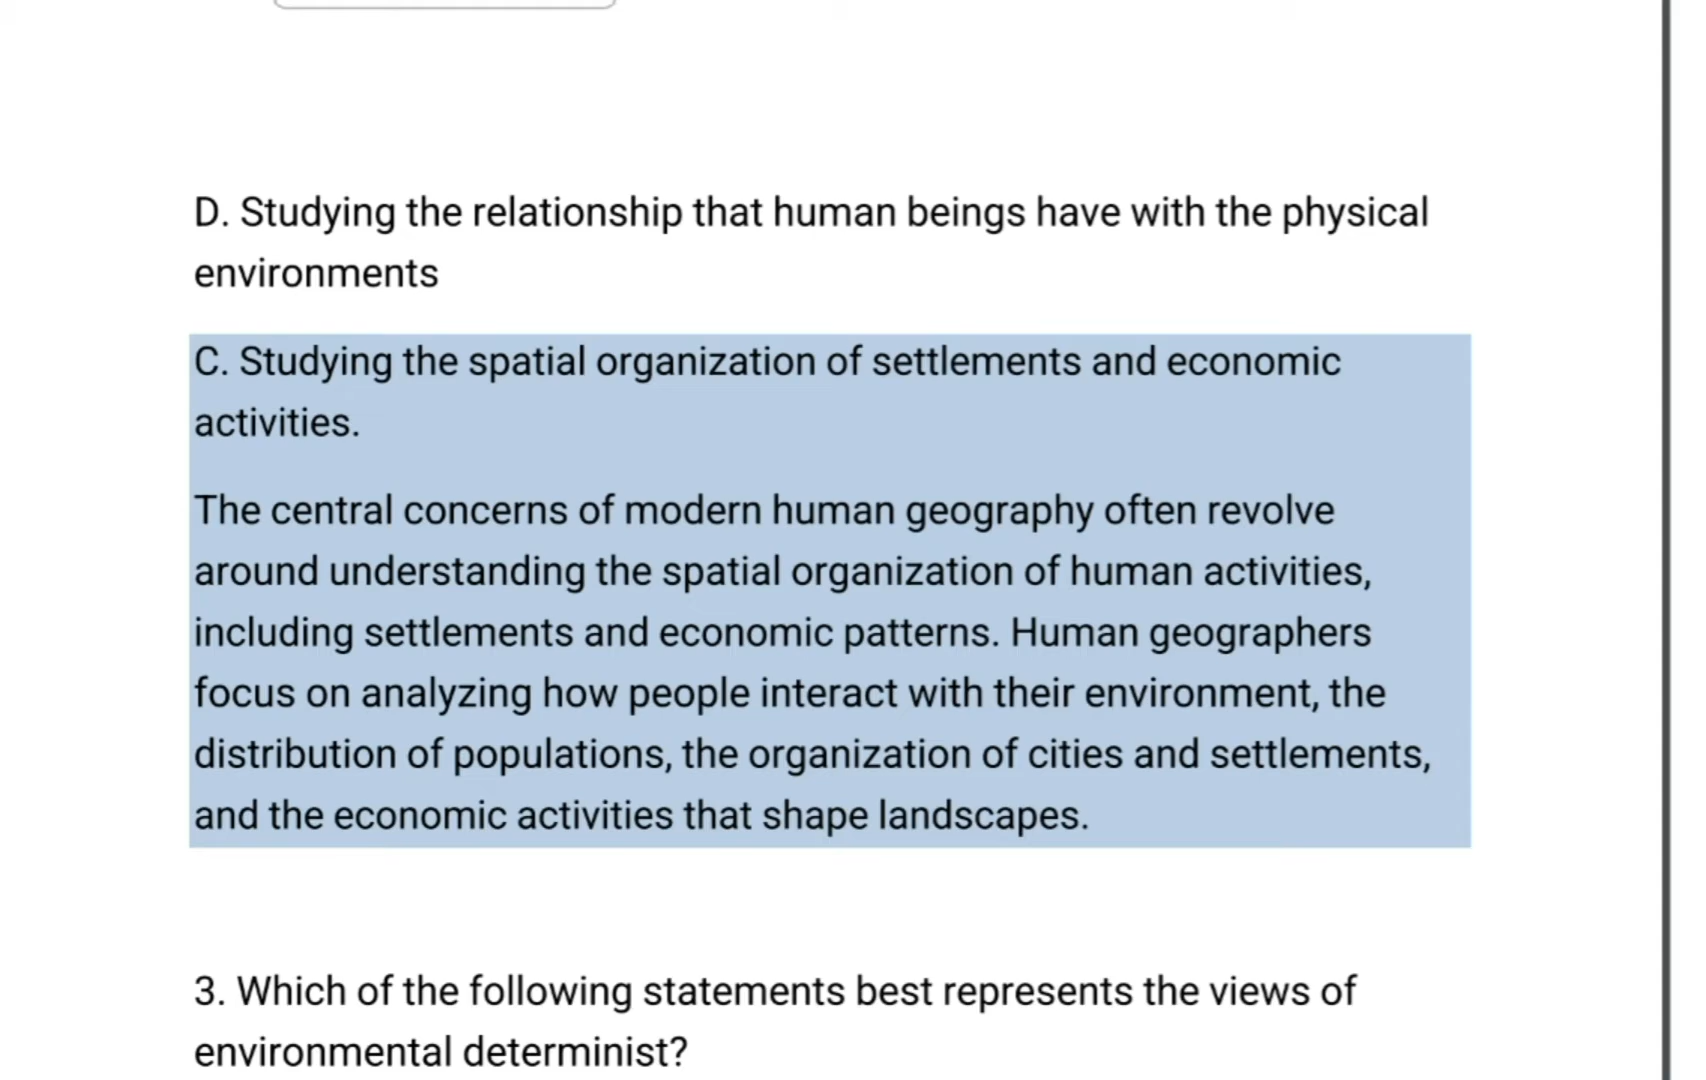 D. Studying the relationship that human beings have with the physical
environments
C. Studying the spatial organization of settlements and economic
activities.
The central concerns of modern human geography often revolve
around understanding the spatial organization of human activities,
including settlements and economic patterns. Human geographers
focus on analyzing how people interact with their environment, the
distribution of populations, the organization of cities and settlements,
and the economic activities that shape landscapes.
3. Which of the following statements best represents the views of
environmental determinist?